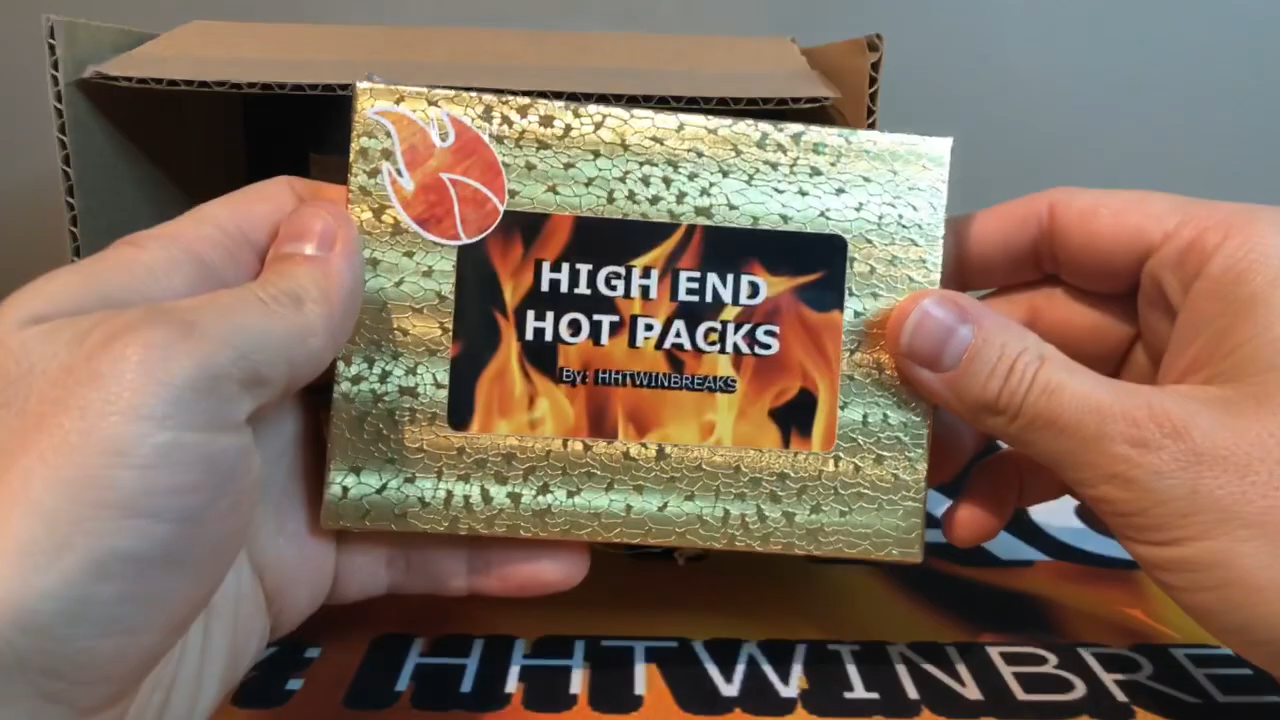 HIGH END
HOT PACKS
By: HHTWINBREAKS
: HHTWINBRE